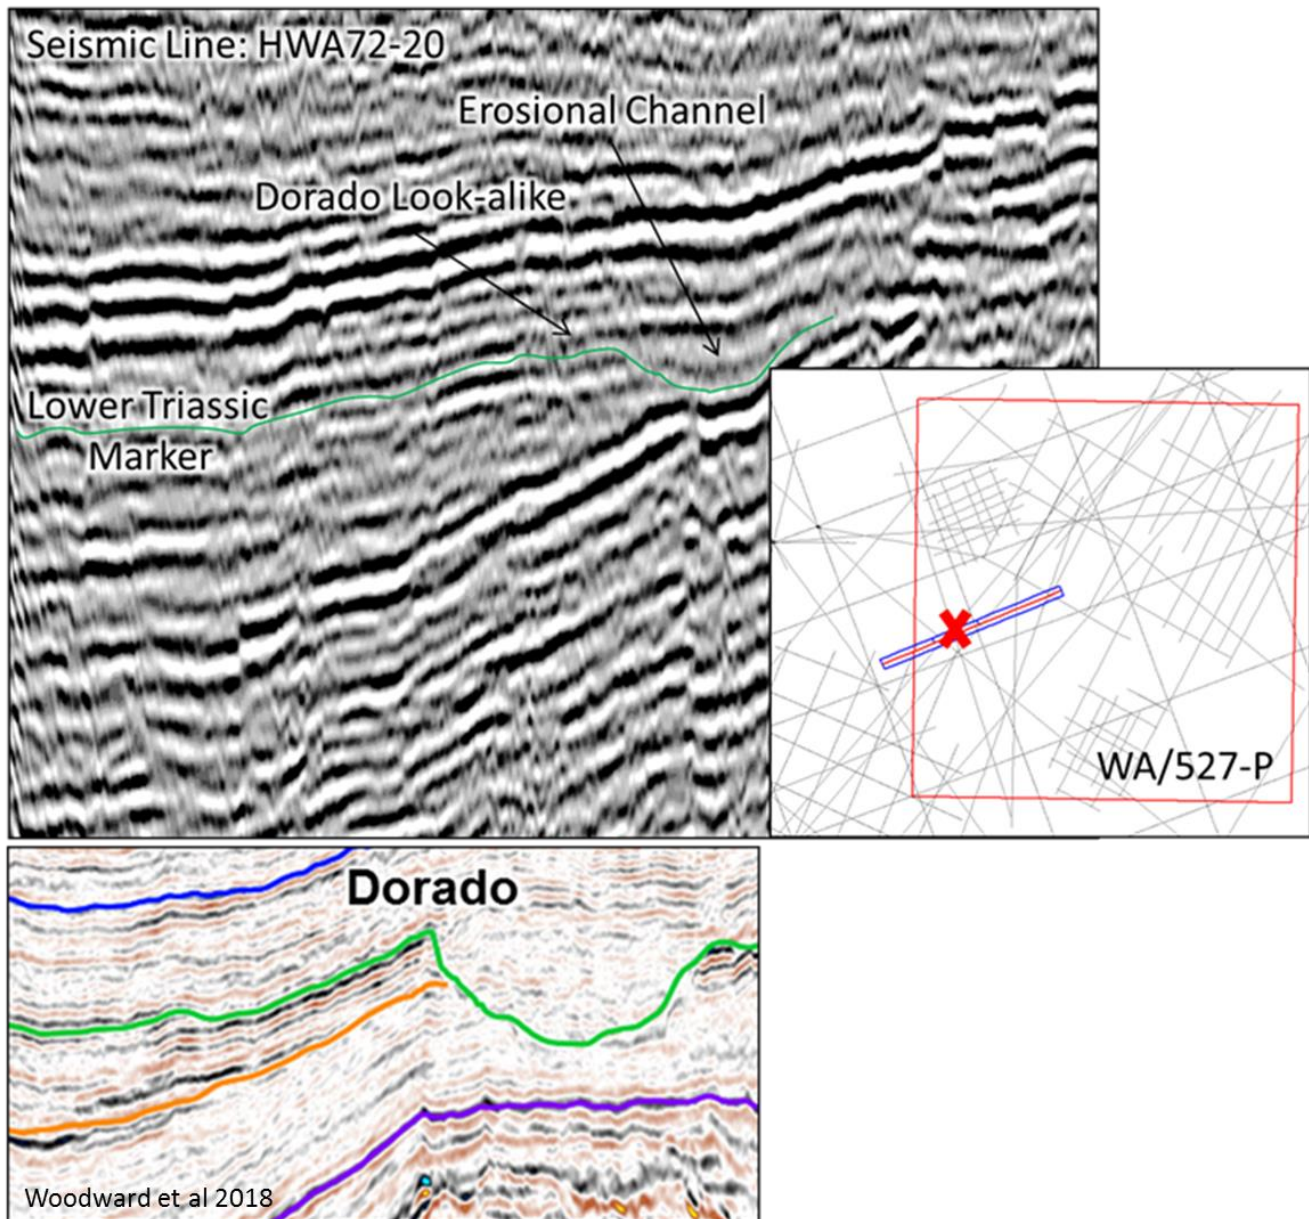 Seismic Line: HWA72-20
Erosional Channel
Dorado Look-alike
Lower Triassic
Marker
WA/527-P
Dorado
Woodward et al 2018